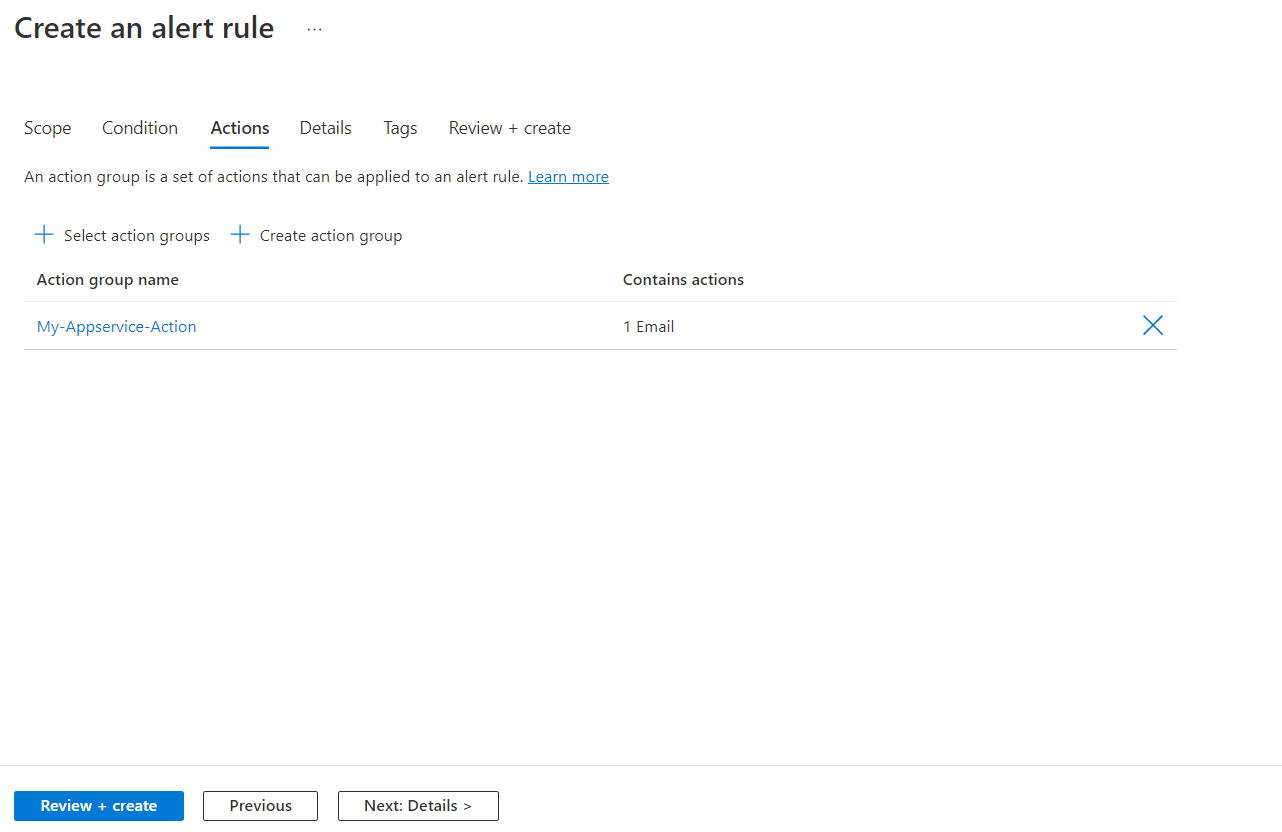 Create an alert rule ...
Scope Condition Actions Details Tags Review + create
An action group is a set of actions that can be applied to an alert rule. Learn more
Select action groups Create action group
Action group name Contains actions
My-Appservice-Action 1 Email
Review + create Previous Next: Details >